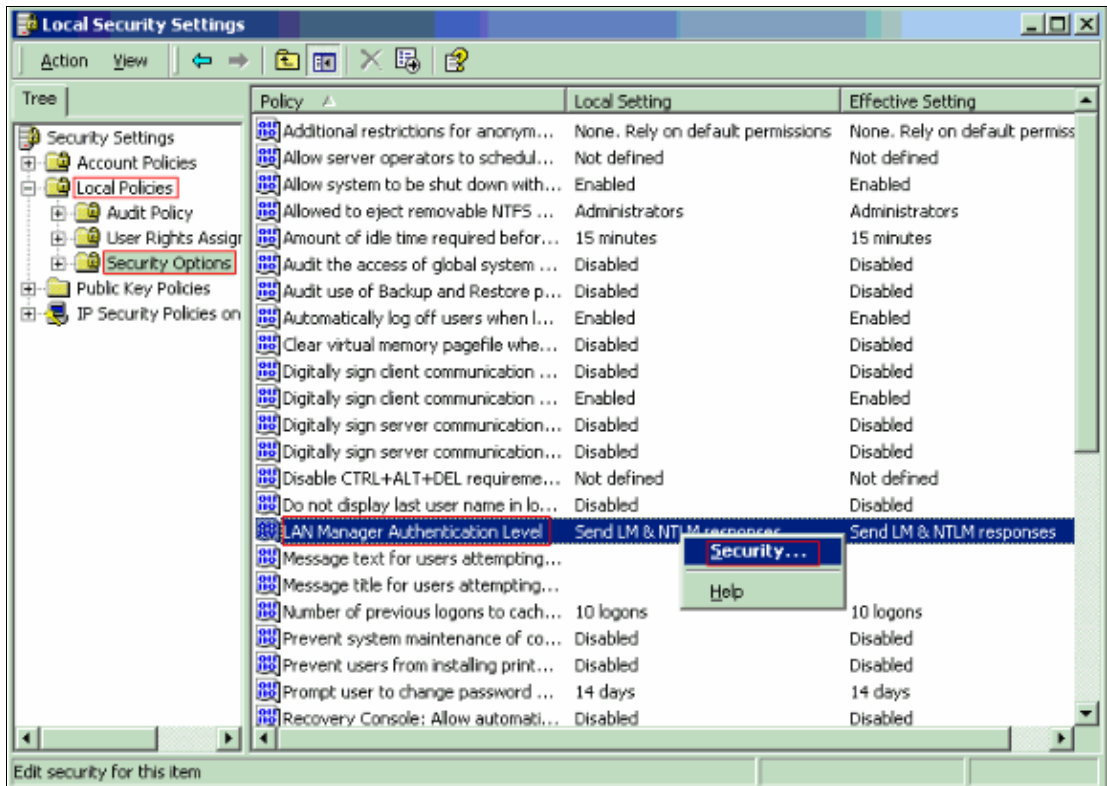 Local Security Settings
Action View
Tree
Security Settings
Account Policies
Local Policies
Audit Policy
User Rights Assigr
Security Options
Public Key Policies
IP Security Policies on
Policy Local Setting Effective Setting
Additional restrictions for anonym... None. Rely on default permissions None. Rely on default permiss
Allow server operators to schedul... Not defined Not defined
Allow system to be shut down with... Enabled Enabled
Allowed to eject removable NTFS ... Administrators Administrators
Amount of idle time required befor... 15 minutes 15 minutes
Audit the access of global system ... Disabled Disabled
Audit use of Backup and Restore p... Disabled Disabled
Automatically log off users when l... Enabled Enabled
Clear virtual memory pagefile whe... Disabled Disabled
Digitally sign client communication ... Disabled Disabled
Digitally sign client communication ... Enabled Enabled
Digitally sign server communication... Disabled Disabled
Digitally sign server communication... Disabled Disabled
Disable CTRL+ALT+DEL requireme... Not defined Not defined
Do not display last user name in lo... Disabled Disabled
LAN Manager Authentication Level Send LM & NTLM responses Send LM & NTLM responses
Security...
Help
Message text for users attempting...
Message title for users attempting...
Number of previous logons to cach... 10 logons 10 logons
Prevent system maintenance of co... Disabled Disabled
Prevent users from installing print... Disabled Disabled
Prompt user to change password ... 14 days 14 days
Recovery Console: Allow automati... Disabled Disabled
Edit security for this item